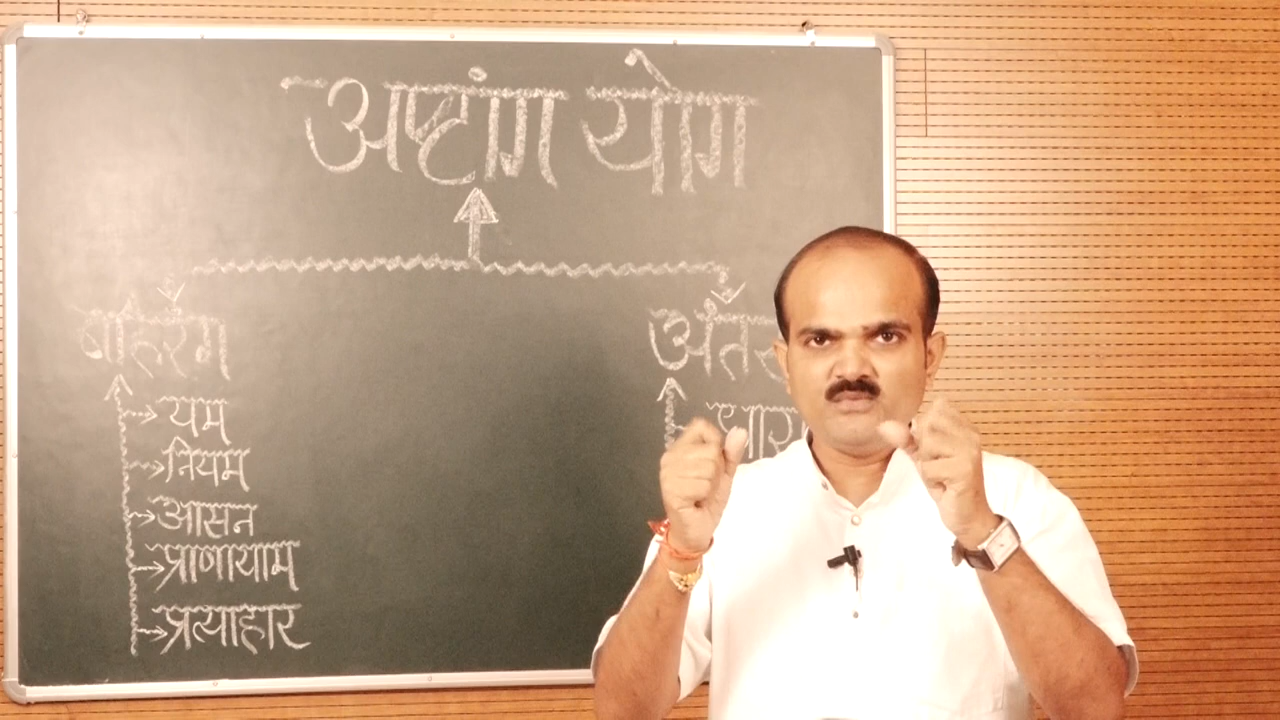 अष्टांग योग
बहिरंग
यम
नियम
आसन
प्राणायाम
प्रत्याहार